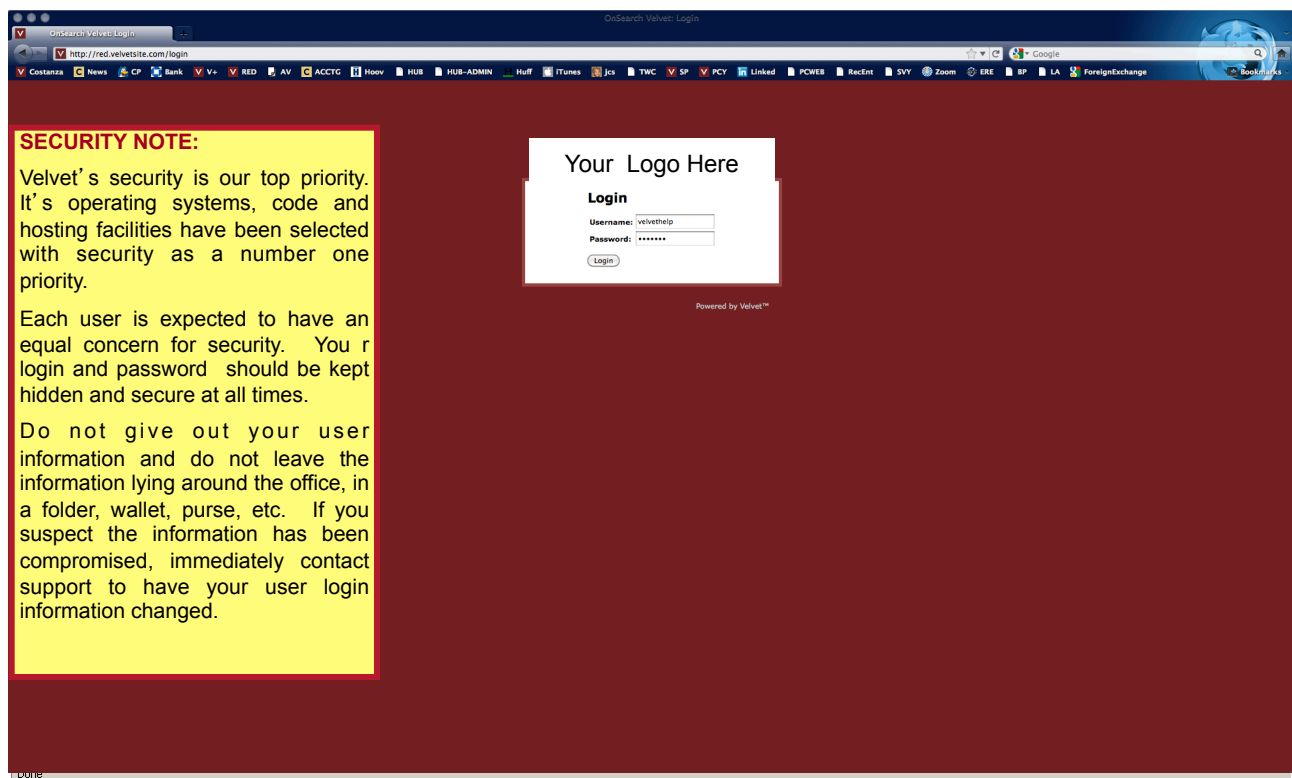 OnSearch Velvet: Login
V OnSearch Velvet: Login +
V http://red.velvetsite.com/login Google
V Costanza C News CP Bank V V+ V RED AV C ACCTG H Hoov HUB HUB-ADMIN Huff iTunes jcs TWC V SP V PCY in Linked PCWEB RecEnt SVY Zoom ERE BP LA ForeignExchange Bookmarks
SECURITY NOTE:
Velvet’s security is our top priority.
It’s operating systems, code and
hosting facilities have been selected
with security as a number one
priority.
Each user is expected to have an
equal concern for security. You r
login and password should be kept
hidden and secure at all times.
Do not give out your user
information and do not leave the
information lying around the office, in
a folder, wallet, purse, etc. If you
suspect the information has been
compromised, immediately contact
support to have your user login
information changed.
Your Logo Here
Login
Username: velvethelp
Password: •••••••
Login
Powered by Velvet™
Done